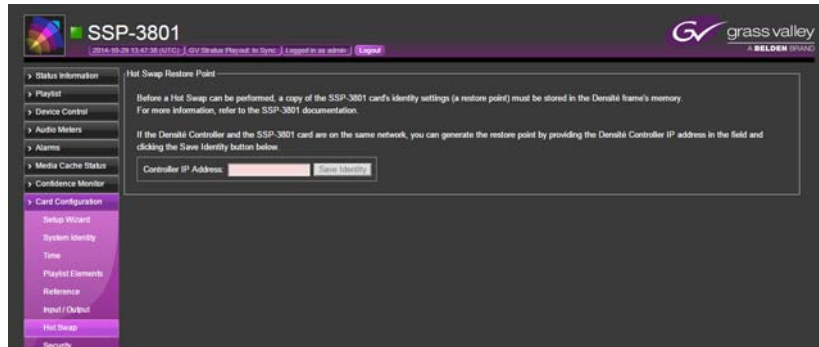 SSP-3801
grass valley
A BELDEN BRAND
2014-10-29 13:47:38 (UTC) | GV Stratus Playout: In Sync | Logged in as admin | Logout
Status Information
Hot Swap Restore Point
Playlist
Before a Hot Swap can be performed, a copy of the SSP-3801 card's identity settings (a restore point) must be stored in the Densité frame's memory.
For more information, refer to the SSP-3801 documentation.
Device Control
Audio Meters
If the Densité Controller and the SSP-3801 card are on the same network, you can generate the restore point by providing the Densité Controller IP address in the field and
clicking the Save Identity button below.
Alarms
Media Cache Status
Controller IP Address:
Save Identity
Confidence Monitor
Card Configuration
Setup Wizard
System Identity
Time
Playlist Elements
Reference
Input / Output
Hot Swap
Security